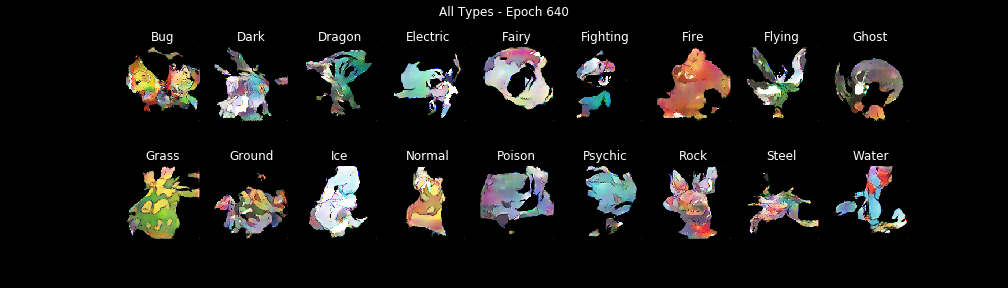 All Types - Epoch 640
Bug Dark Dragon Electric Fairy Fighting Fire Flying Ghost
Grass Ground Ice Normal Poison Psychic Rock Steel Water